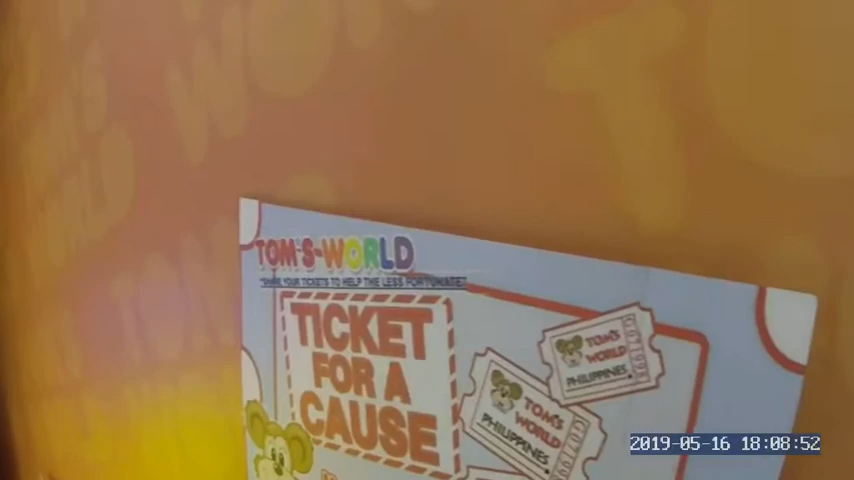 TOM'S-WORLD
"SHARE YOUR TICKETS TO HELP THE LESS FORTUNATE!"
TICKET
FOR A
CAUSE
TOM'S
WORLD
PHILIPPINES
TOM'S
WORLD
PHILIPPINES
2019-05-16 18:08:52